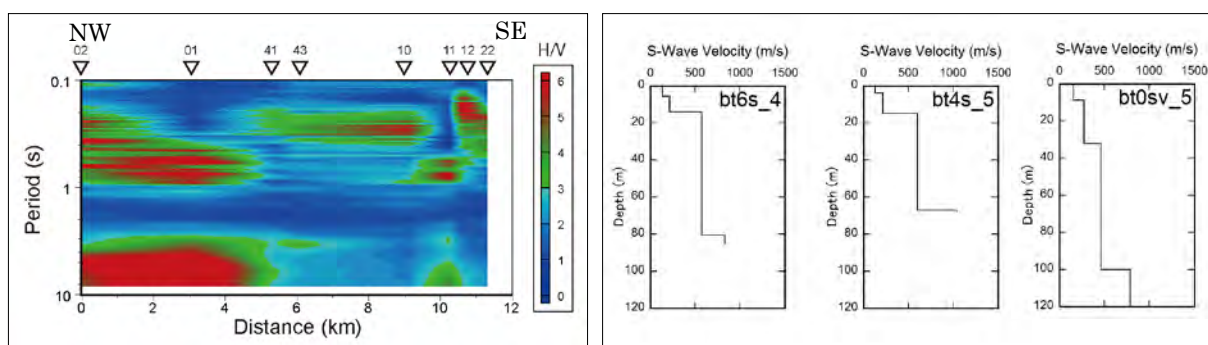 NW
SE
02 01 41 43 10 11 12 22
H/V
0.1
1
10
Period (s)
0 2 4 6 8 10 12
Distance (km)
6
5
4
3
2
1
0
S-Wave Velocity (m/s)
0 500 1000 1500
bt6s_4
0
20
40
60
80
100
120
Depth (m)
S-Wave Velocity (m/s)
0 500 1000 1500
bt4s_5
0
20
40
60
80
100
120
Depth (m)
S-Wave Velocity (m/s)
0 500 1000 1500
bt0sv_5
0
20
40
60
80
100
120
Depth (m)